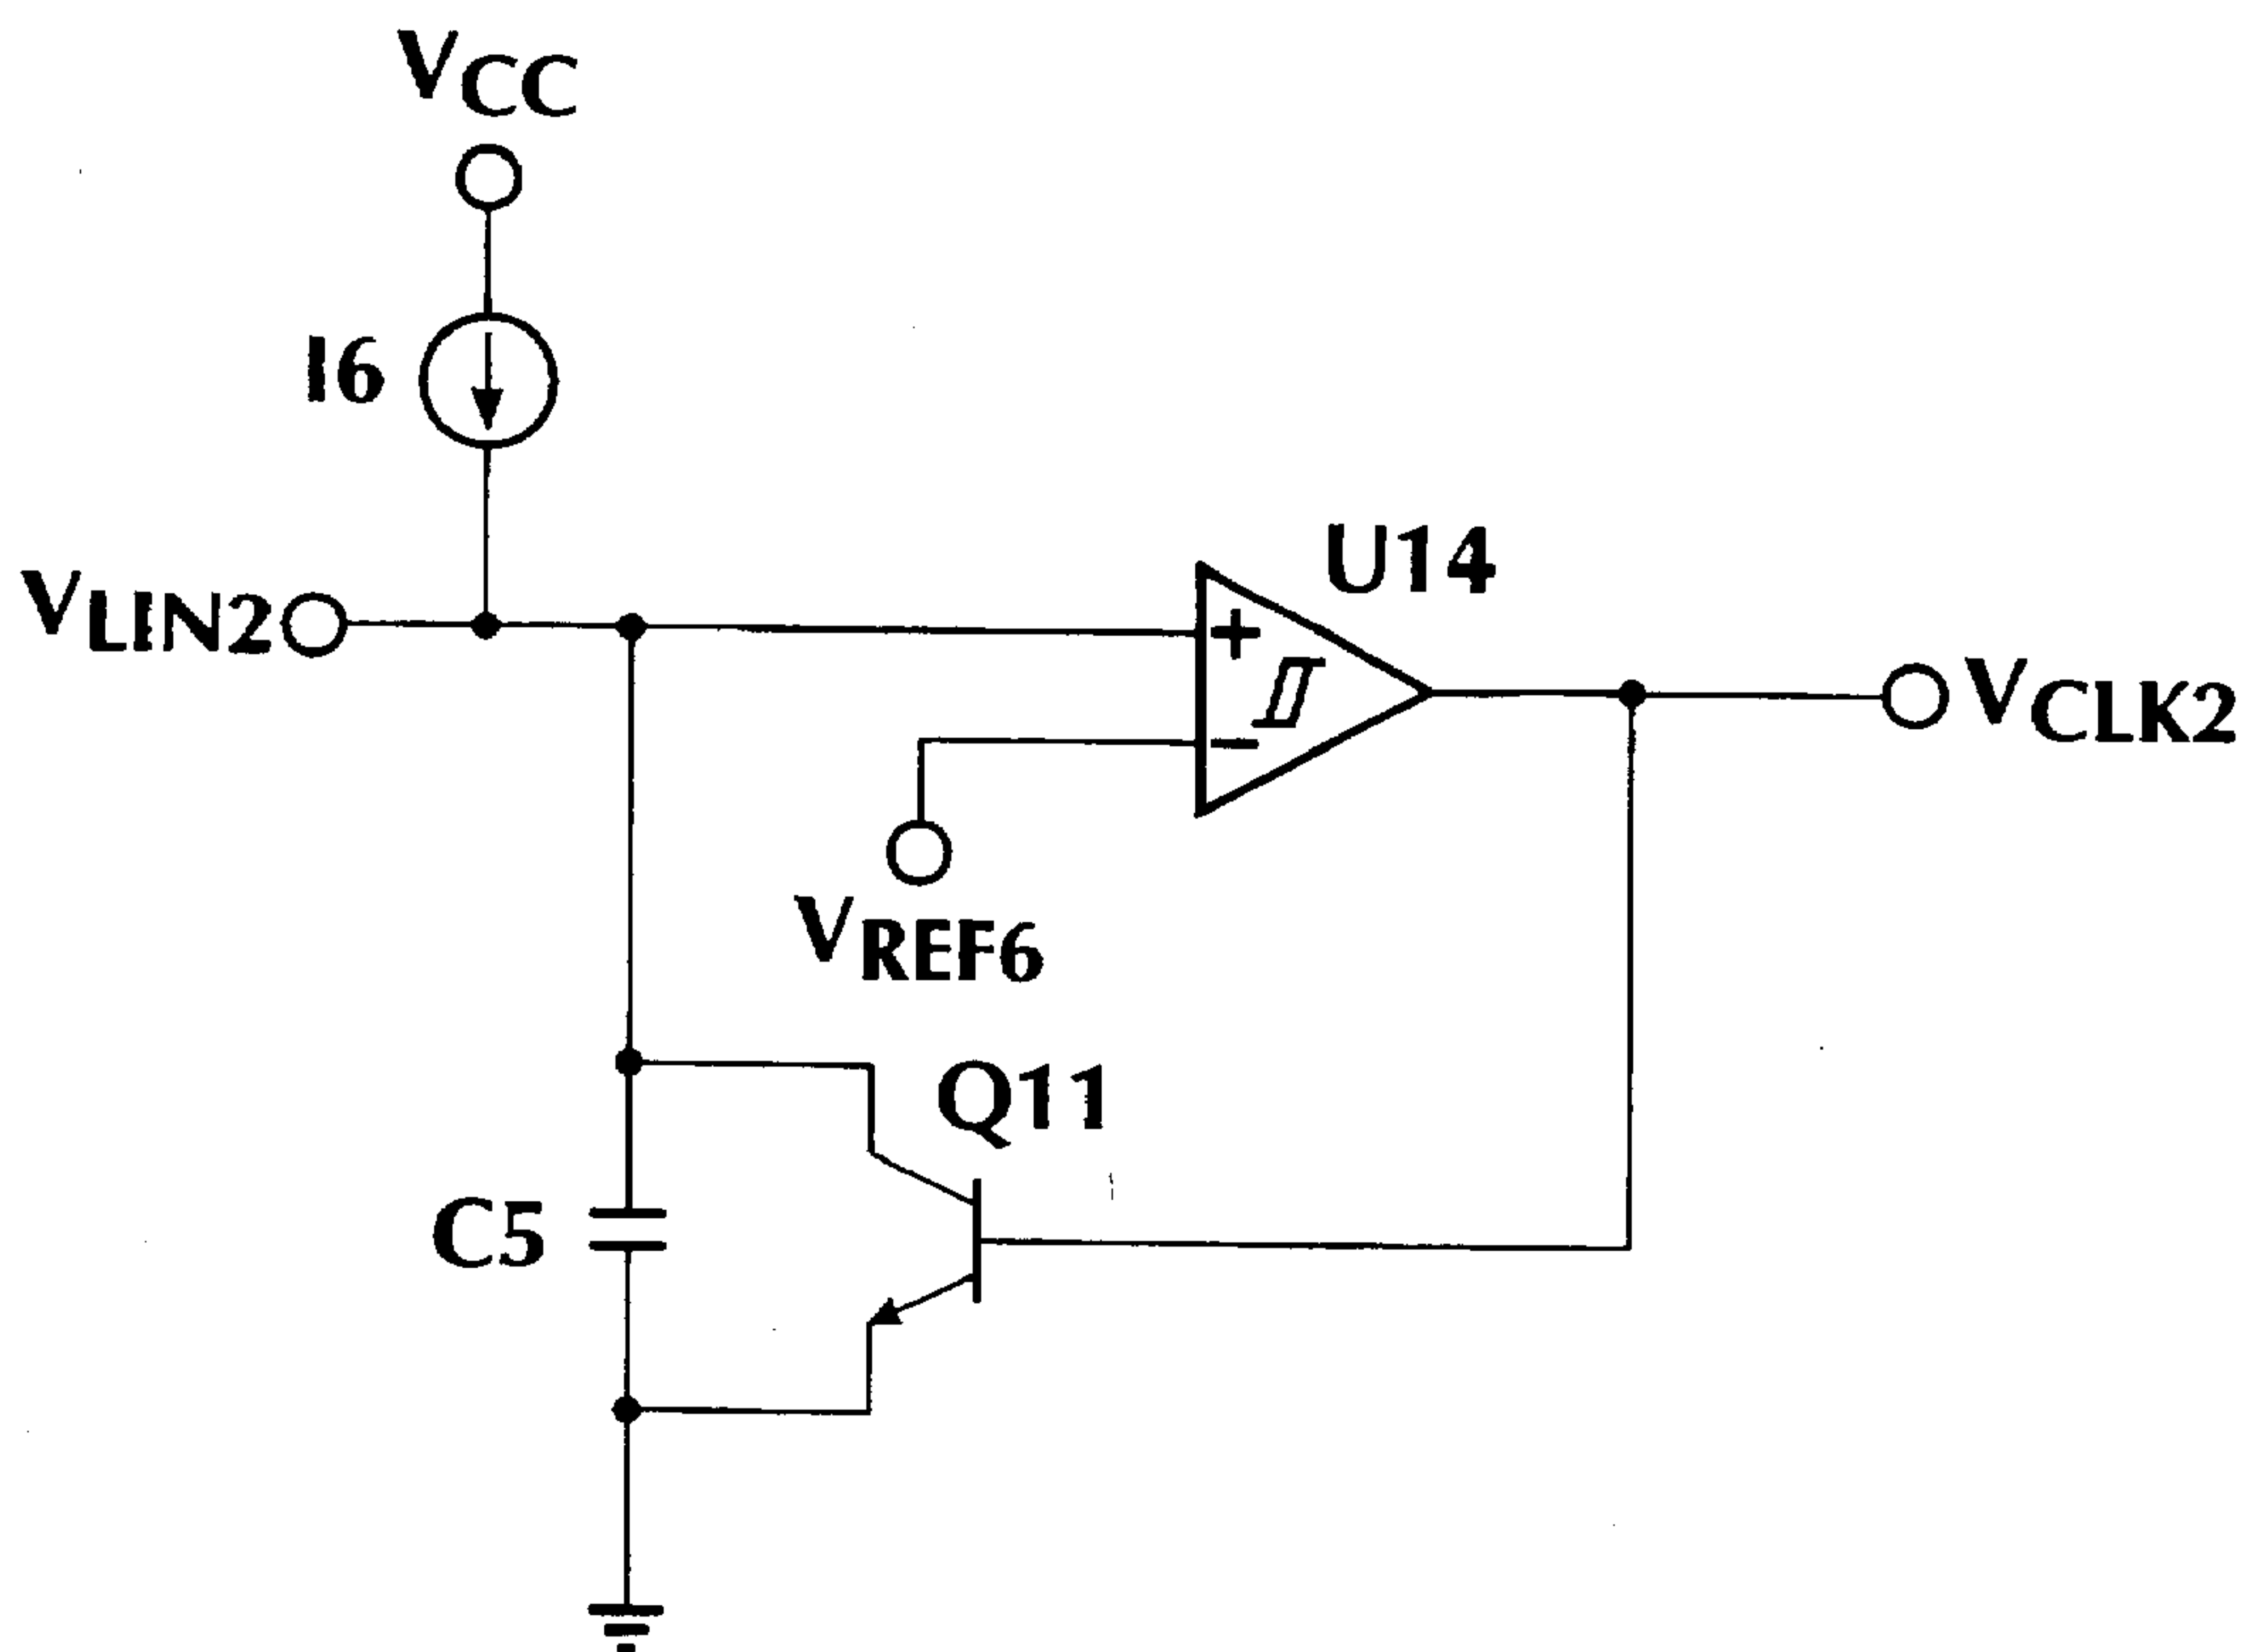 VCC
I6
U14
VLIN2
+
VCLK2
−
VREF6
Q11
C5